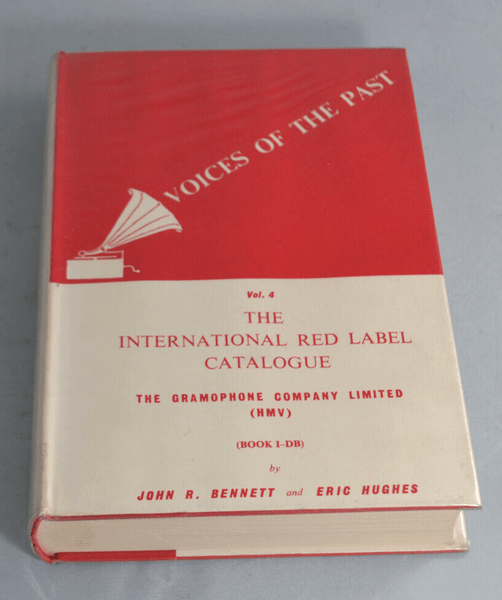 VOICES OF THE PAST
Vol. 4
THE
INTERNATIONAL RED LABEL
CATALOGUE
THE GRAMOPHONE COMPANY LIMITED
(HMV)
(BOOK I–DB)
by
JOHN R. BENNETT and ERIC HUGHES